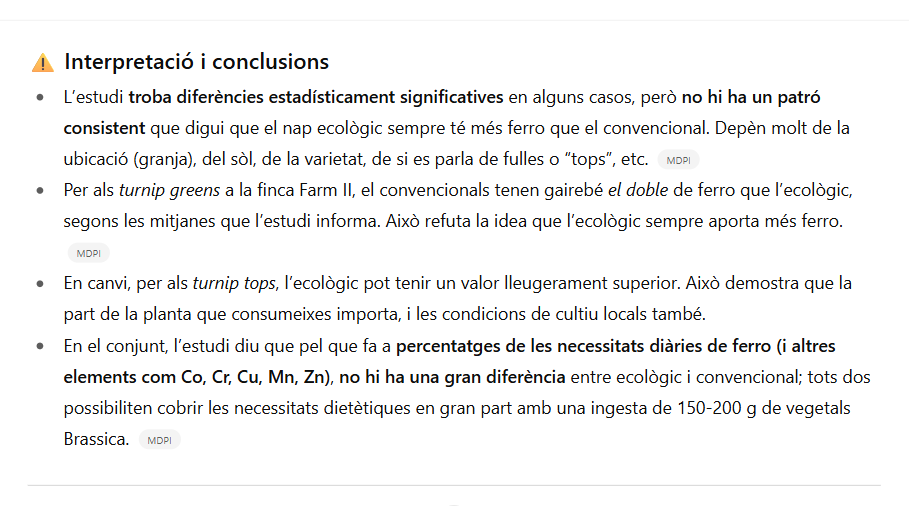 ⚠️ Interpretació i conclusions
• L’estudi troba diferències estadísticament significatives en alguns casos, però no hi ha un patró
consistent que digui que el nap ecològic sempre té més ferro que el convencional. Depèn molt de la
ubicació (granja), del sòl, de la varietat, de si es parla de fulles o “tops”, etc. MDPI
• Per als turnip greens a la finca Farm II, el convencionals tenen gairebé el doble de ferro que l’ecològic,
segons les mitjanes que l’estudi informa. Això refuta la idea que l’ecològic sempre aporta més ferro.
MDPI
• En canvi, per als turnip tops, l’ecològic pot tenir un valor lleugerament superior. Això demostra que la
part de la planta que consumeixes importa, i les condicions de cultiu locals també.
• En el conjunt, l’estudi diu que pel que fa a percentatges de les necessitats diàries de ferro (i altres
elements com Co, Cr, Cu, Mn, Zn), no hi ha una gran diferència entre ecològic i convencional; tots dos
possibiliten cobrir les necessitats dietètiques en gran part amb una ingesta de 150-200 g de vegetals
Brassica. MDPI